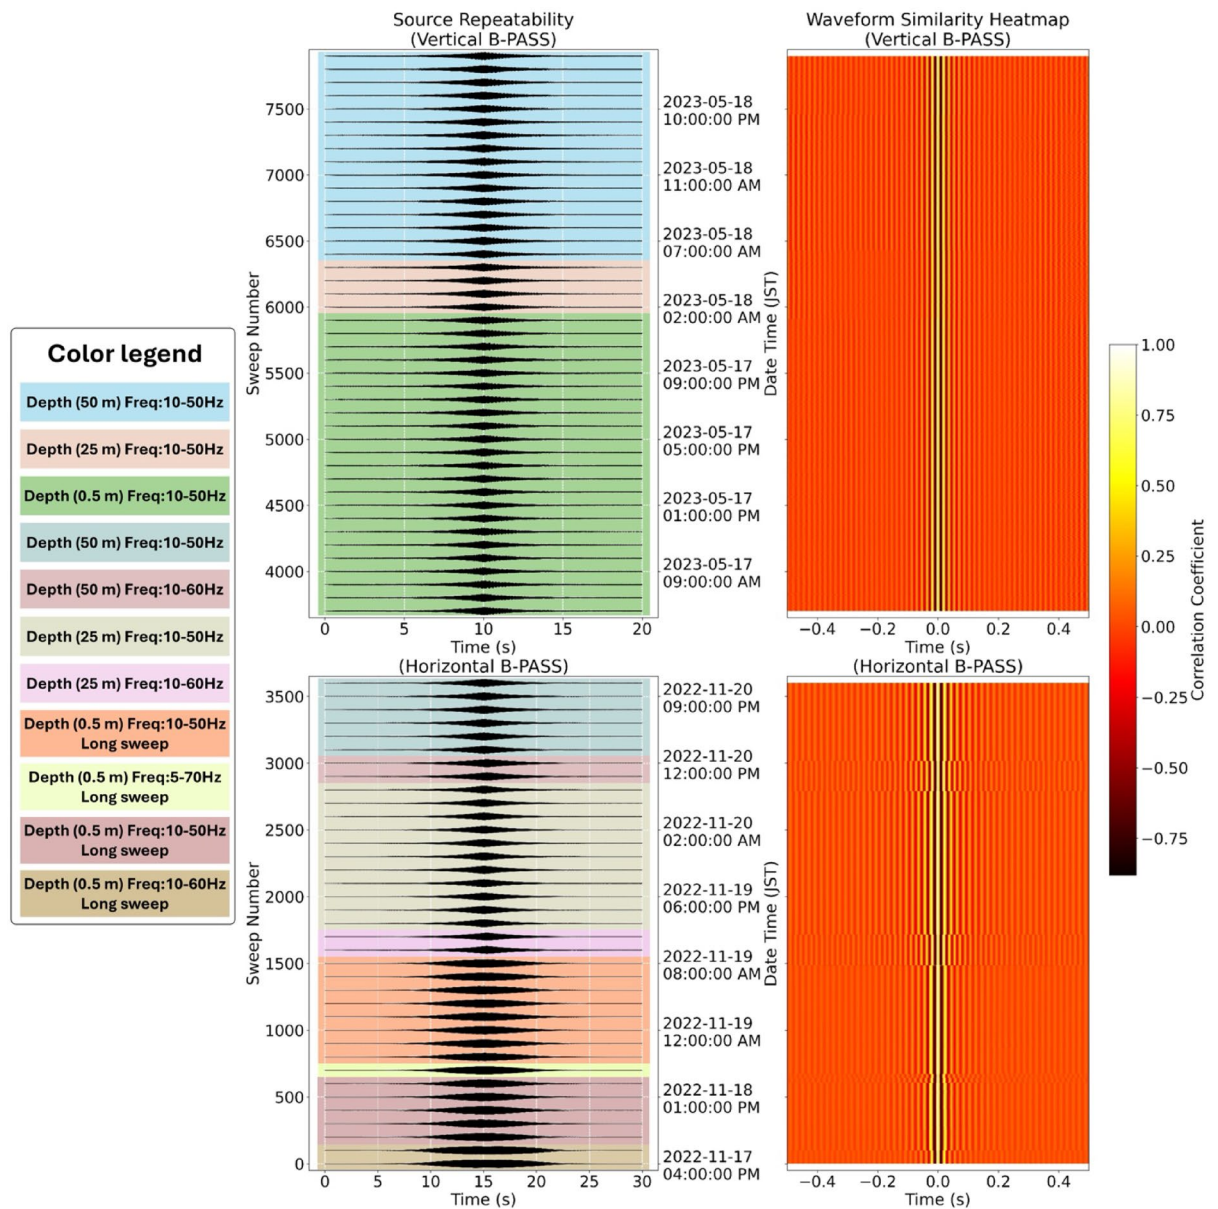 Color legend
Depth (50 m) Freq:10-50Hz
Depth (25 m) Freq:10-50Hz
Depth (0.5 m) Freq:10-50Hz
Depth (50 m) Freq:10-50Hz
Depth (50 m) Freq:10-60Hz
Depth (25 m) Freq:10-50Hz
Depth (25 m) Freq:10-60Hz
Depth (0.5 m) Freq:10-50Hz
Long sweep
Depth (0.5 m) Freq:5-70Hz
Long sweep
Depth (0.5 m) Freq:10-50Hz
Long sweep
Depth (0.5 m) Freq:10-60Hz
Long sweep
Source Repeatability
(Vertical B-PASS)
Sweep Number
7500
7000
6500
6000
5500
5000
4500
4000
0 5 10 15 20
Time (s)
2023-05-18
10:00:00 PM
2023-05-18
11:00:00 AM
2023-05-18
07:00:00 AM
2023-05-18
02:00:00 AM
2023-05-17
09:00:00 PM
2023-05-17
05:00:00 PM
2023-05-17
01:00:00 PM
2023-05-17
09:00:00 AM
Date Time (JST)
Waveform Similarity Heatmap
(Vertical B-PASS)
−0.4 −0.2 0.0 0.2 0.4
Time (s)
(Horizontal B-PASS)
Sweep Number
3500
3000
2500
2000
1500
1000
500
0
0 5 10 15 20 25 30
Time (s)
2022-11-20
09:00:00 PM
2022-11-20
12:00:00 PM
2022-11-20
02:00:00 AM
2022-11-19
06:00:00 PM
2022-11-19
08:00:00 AM
2022-11-19
12:00:00 AM
2022-11-18
01:00:00 PM
2022-11-17
04:00:00 PM
Date Time (JST)
(Horizontal B-PASS)
−0.4 −0.2 0.0 0.2 0.4
Time (s)
1.00
0.75
0.50
0.25
0.00
−0.25
−0.50
−0.75
Correlation Coefficient